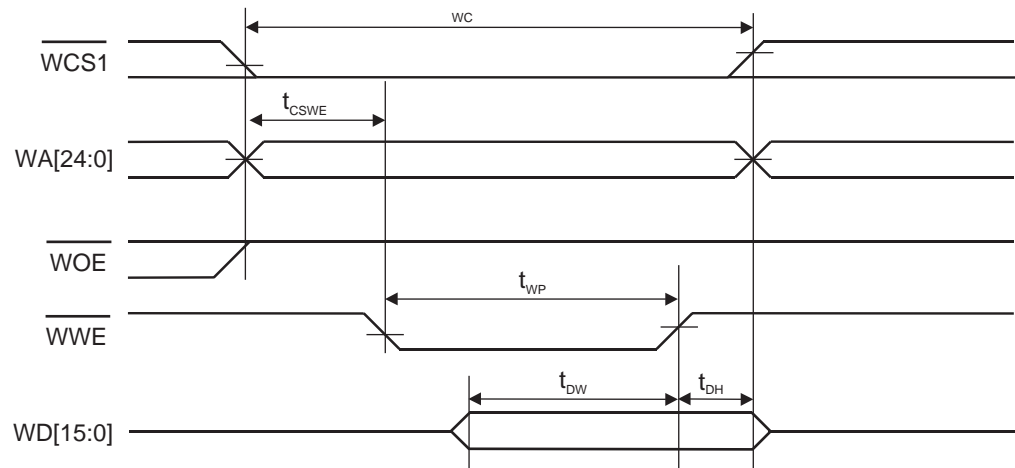 WC
WCS1
tCSWE
WA[24:0]
WOE
tWP
WWE
tDW
tDH
WD[15:0]